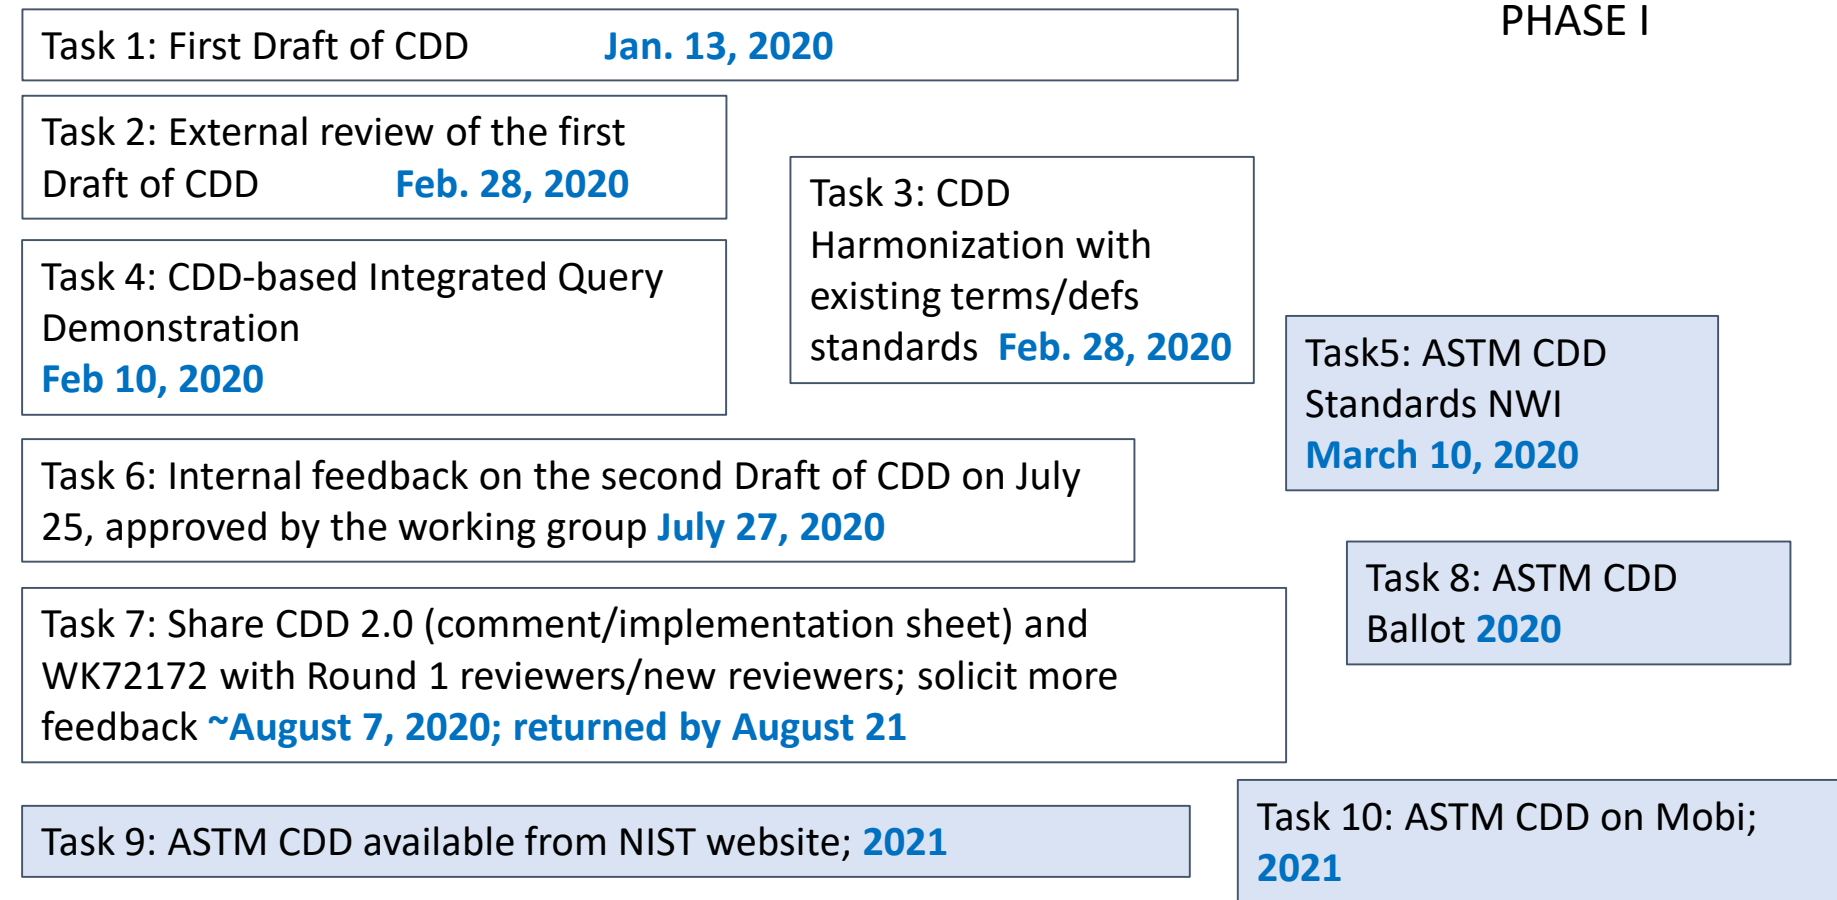 PHASE I
Task 1: First Draft of CDD Jan. 13, 2020
Task 2: External review of the first
Draft of CDD Feb. 28, 2020
Task 3: CDD
Harmonization with
existing terms/defs
standards Feb. 28, 2020
Task 4: CDD-based Integrated Query
Demonstration
Feb 10, 2020
Task5: ASTM CDD
Standards NWI
March 10, 2020
Task 6: Internal feedback on the second Draft of CDD on July
25, approved by the working group July 27, 2020
Task 7: Share CDD 2.0 (comment/implementation sheet) and
WK72172 with Round 1 reviewers/new reviewers; solicit more
feedback ~August 7, 2020; returned by August 21
Task 8: ASTM CDD
Ballot 2020
Task 9: ASTM CDD available from NIST website; 2021
Task 10: ASTM CDD on Mobi;
2021